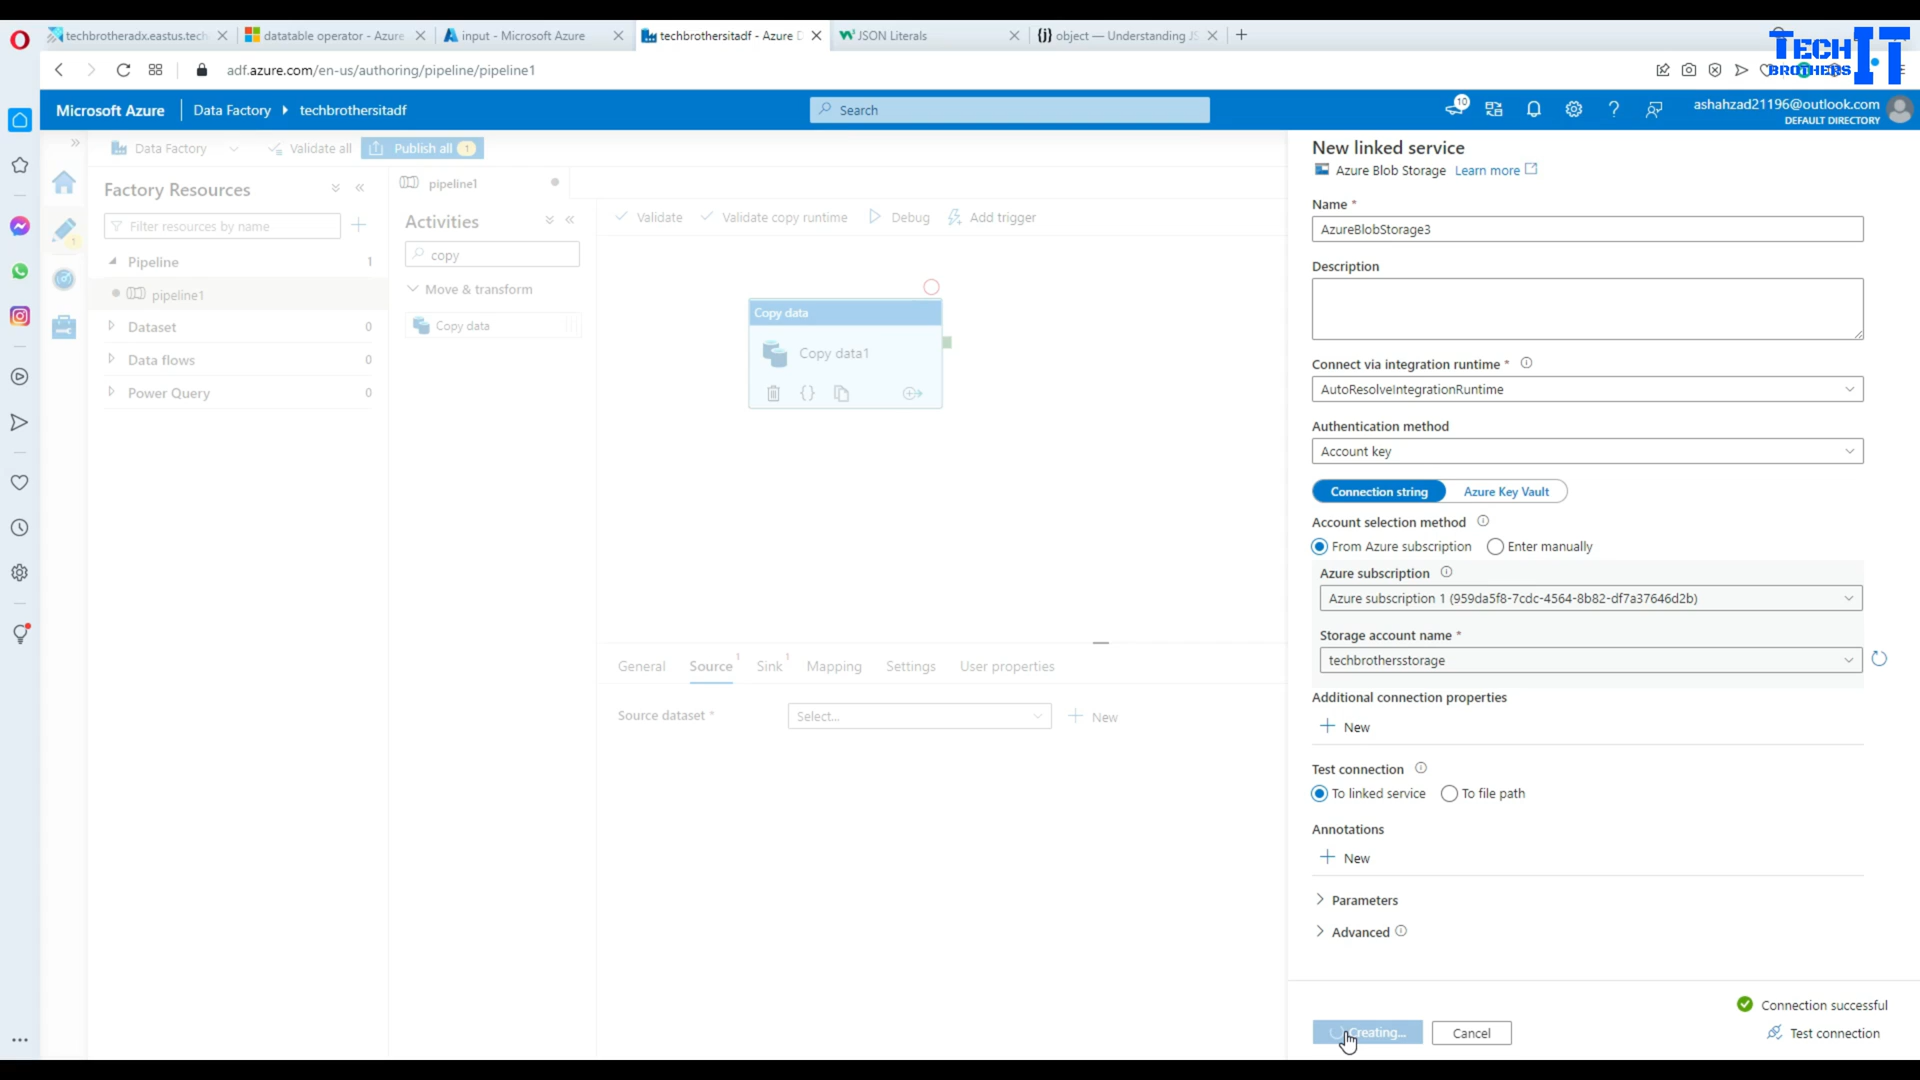 techbrotheradx.eastus.tech
datatable operator - Azure
input - Microsoft Azure
techbrothersitadf - Azure D
JSON Literals
{j} object — Understanding JS
TECH IT
BROTHERS
adf.azure.com/en-us/authoring/pipeline/pipeline1
Microsoft Azure
Data Factory
techbrothersitadf
Search
10
ashahzad21196@outlook.com
DEFAULT DIRECTORY
Data Factory
Validate all
Publish all 1
Factory Resources
Filter resources by name
1
Pipeline 1
pipeline1
Dataset 0
Data flows 0
Power Query 0
pipeline1
Activities
copy
Move & transform
Copy data
Validate
Validate copy runtime
Debug
Add trigger
Copy data
Copy data1
General
Source 1
Sink 1
Mapping
Settings
User properties
Source dataset *
Select...
New
New linked service
Azure Blob Storage Learn more
Name *
AzureBlobStorage3
Description
Connect via integration runtime *
AutoResolveIntegrationRuntime
Authentication method
Account key
Connection string
Azure Key Vault
Account selection method
From Azure subscription
Enter manually
Azure subscription
Azure subscription 1 (959da5f8-7cdc-4564-8b82-df7a37646d2b)
Storage account name *
techbrothersstorage
Additional connection properties
New
Test connection
To linked service
To file path
Annotations
New
Parameters
Advanced
Connection successful
Creating...
Cancel
Test connection